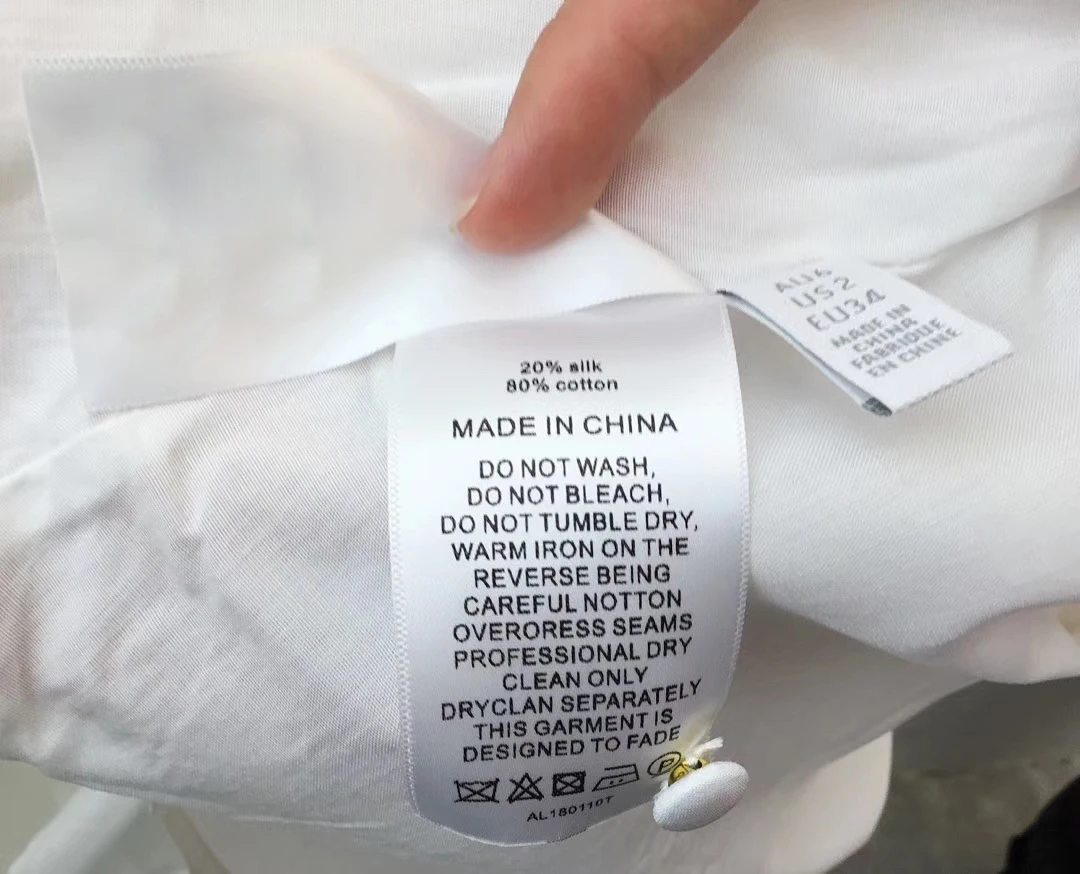 20% silk
80% cotton
MADE IN CHINA
DO NOT WASH,
DO NOT BLEACH,
DO NOT TUMBLE DRY,
WARM IRON ON THE
REVERSE BEING
CAREFUL NOTTON
OVERORESS SEAMS
PROFESSIONAL DRY
CLEAN ONLY
DRYCLAN SEPARATELY
THIS GARMENT IS
DESIGNED TO FADE
P
AL180110T
AU6
US2
EU34
MADE IN
CHINA
FABRIQUE
EN CHINE